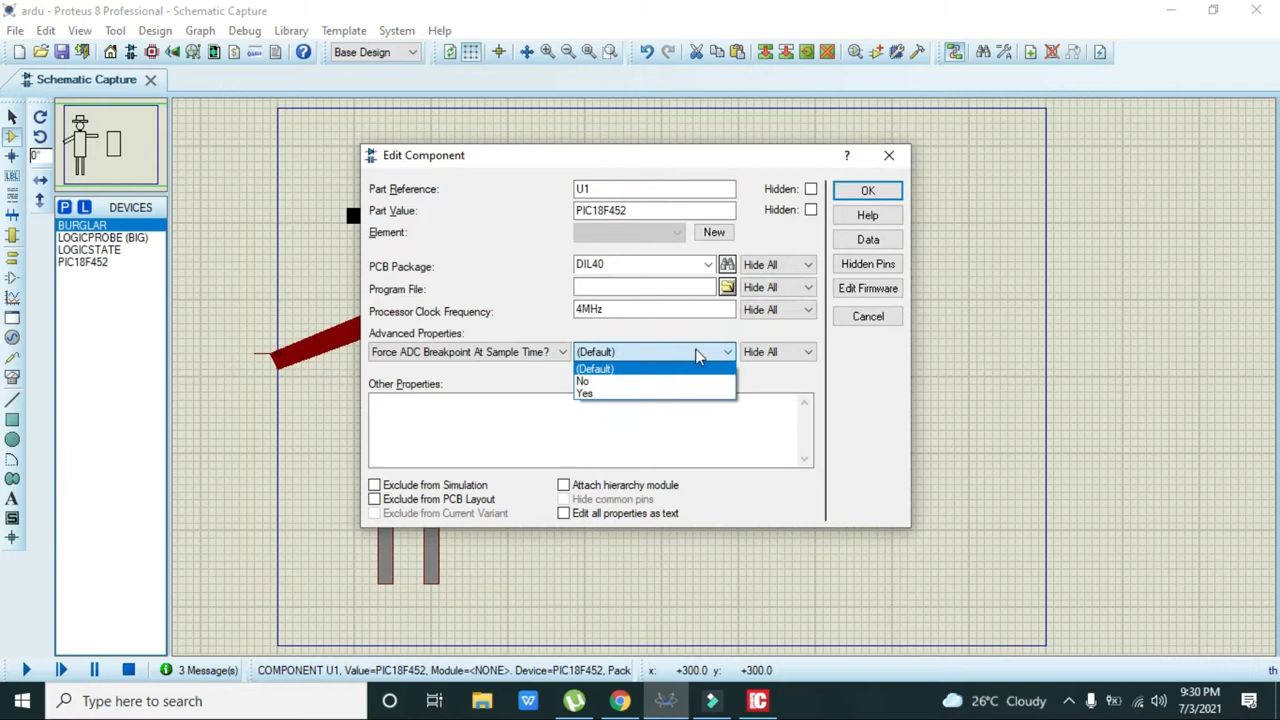 ardu - Proteus 8 Professional - Schematic Capture
File Edit View Tool Design Graph Debug Library Template System Help
Base Design
Schematic Capture
0°
LBL
P L DEVICES
BURGLAR
LOGICPROBE (BIG)
LOGICSTATE
PIC18F452
Edit Component
Part Reference: U1 Hidden:
Part Value: PIC18F452 Hidden:
Element: New
PCB Package: DIL40 Hide All
Program File: Hide All
Processor Clock Frequency: 4MHz Hide All
Advanced Properties:
Force ADC Breakpoint At Sample Time? (Default) Hide All
(Default)
No
Yes
Other Properties:
Exclude from Simulation Attach hierarchy module
Exclude from PCB Layout Hide common pins
Exclude from Current Variant Edit all properties as text
OK
Help
Data
Hidden Pins
Edit Firmware
Cancel
3 Message(s) COMPONENT U1, Value=PIC18F452, Module=<NONE>. Device=PIC18F452, Pack x: +300.0 y: +300.0 th
Type here to search
26°C Cloudy
9:30 PM
7/3/2021